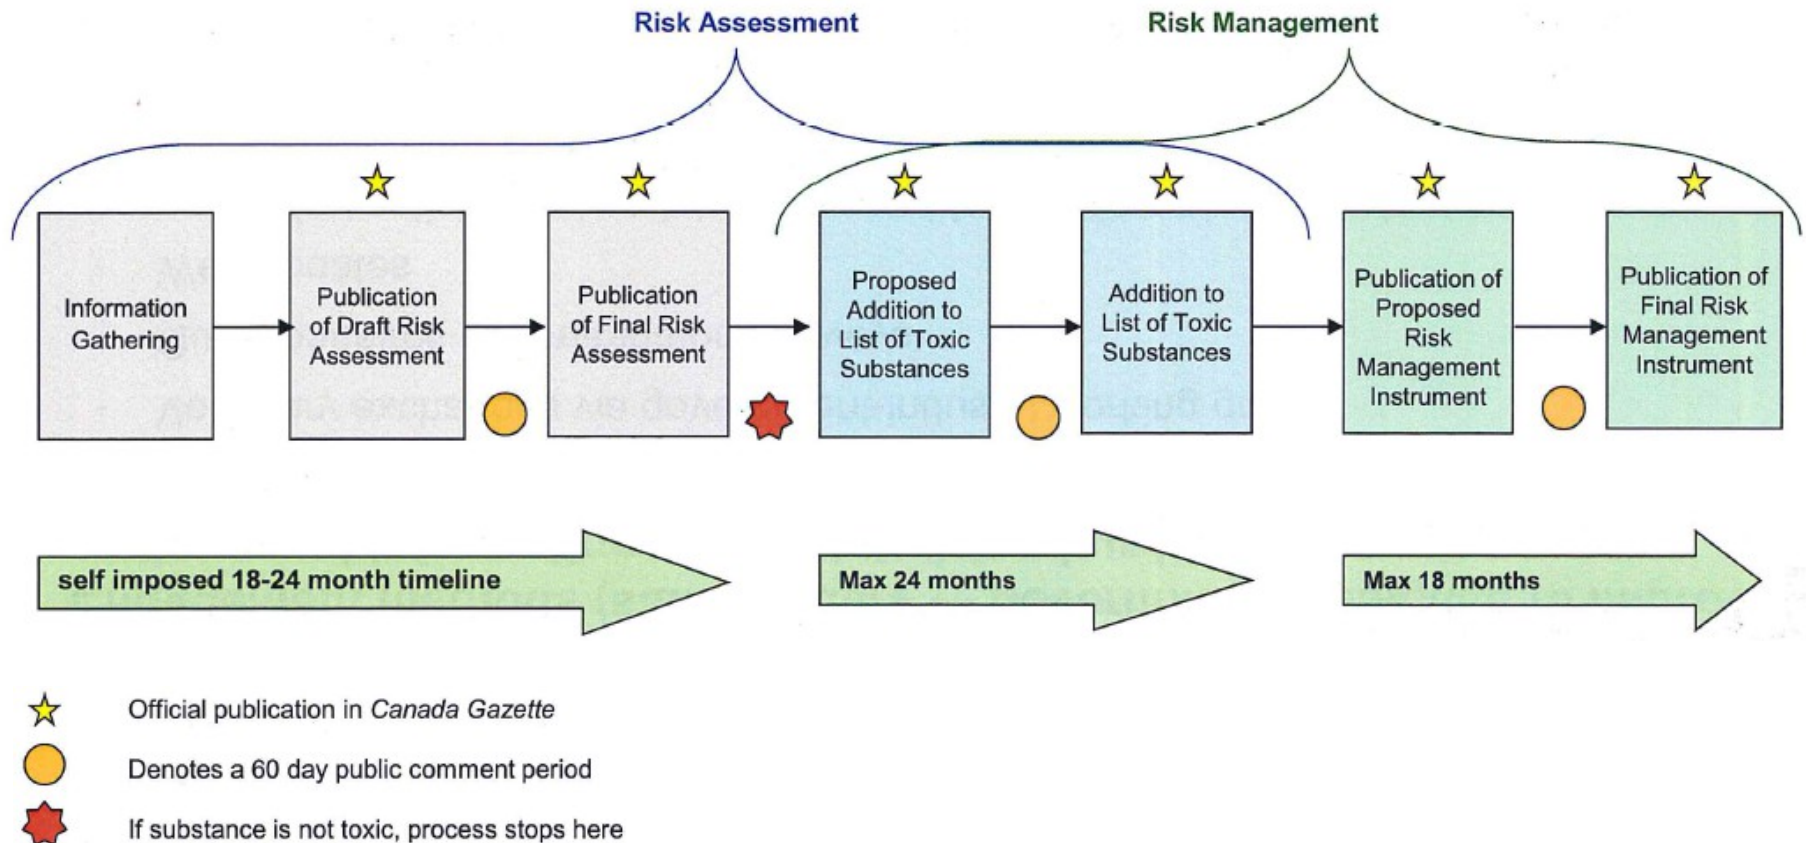 Risk Assessment
Risk Management
Information
Gathering
Publication
of Draft Risk
Assessment
Publication
of Final Risk
Assessment
Proposed
Addition to
List of Toxic
Substances
Addition to
List of Toxic
Substances
Publication of
Proposed
Risk
Management
Instrument
Publication of
Final Risk
Management
Instrument
self imposed 18-24 month timeline
Max 24 months
Max 18 months
Official publication in Canada Gazette
Denotes a 60 day public comment period
If substance is not toxic, process stops here